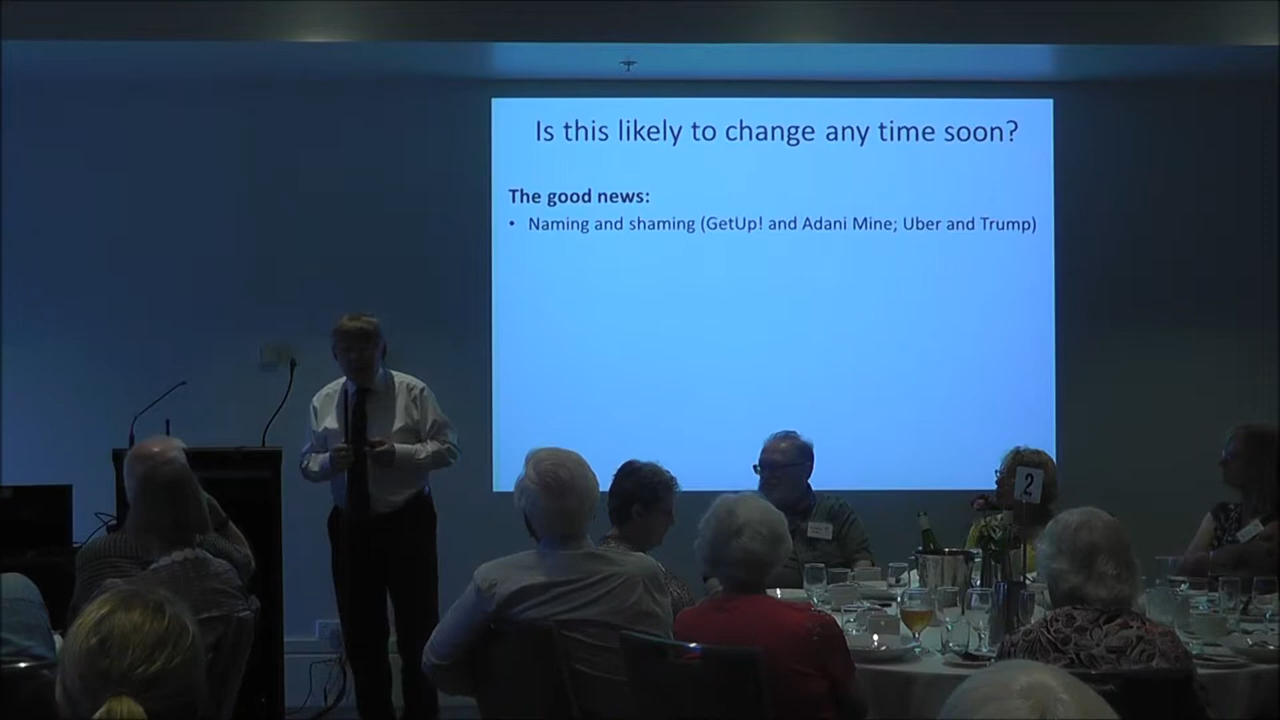 Is this likely to change any time soon?
The good news:
• Naming and shaming (GetUp! and Adani Mine; Uber and Trump)
2